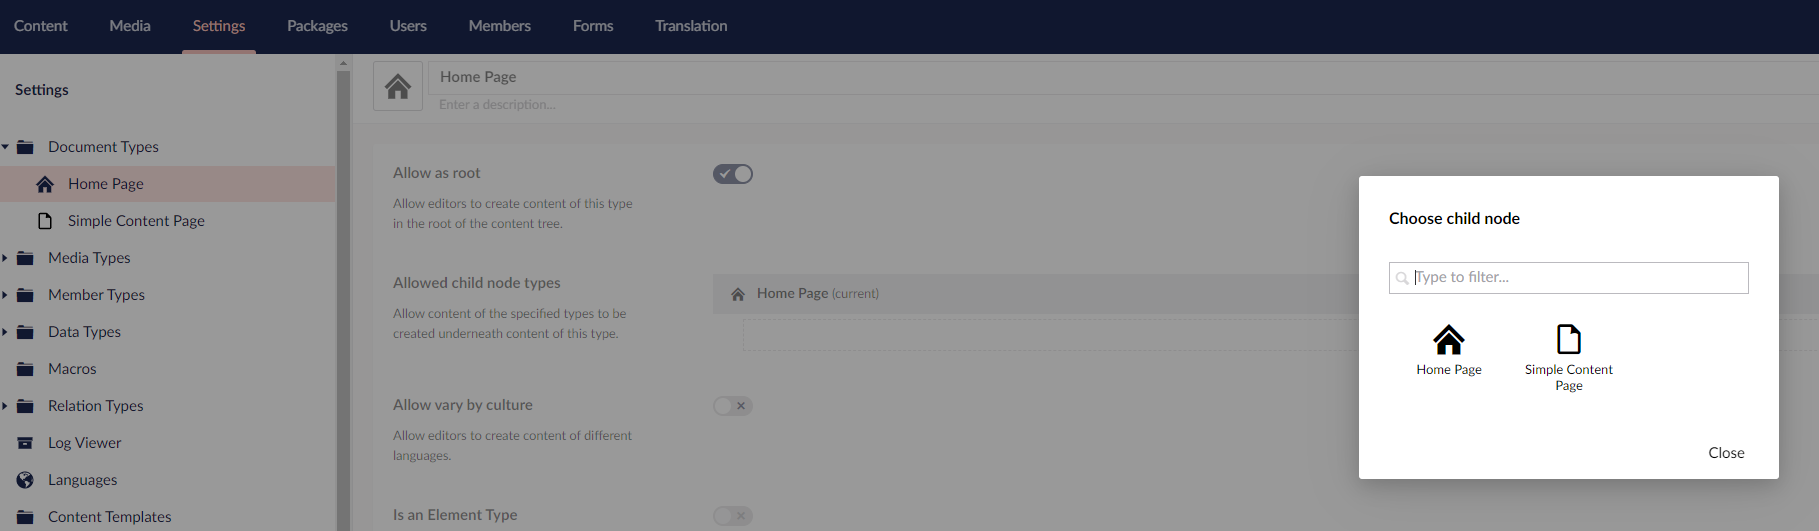 Content Media Settings Packages Users Members Forms Translation
Settings
Document Types
Home Page
Simple Content Page
Media Types
Member Types
Data Types
Macros
Relation Types
Log Viewer
Languages
Content Templates
Home Page
Enter a description...
Allow as root
Allow editors to create content of this type
in the root of the content tree.
Allowed child node types
Allow content of the specified types to be
created underneath content of this type.
Home Page (current)
Allow vary by culture
Allow editors to create content of different
languages.
Is an Element Type
Choose child node
Type to filter...
Home Page
Simple Content
Page
Close